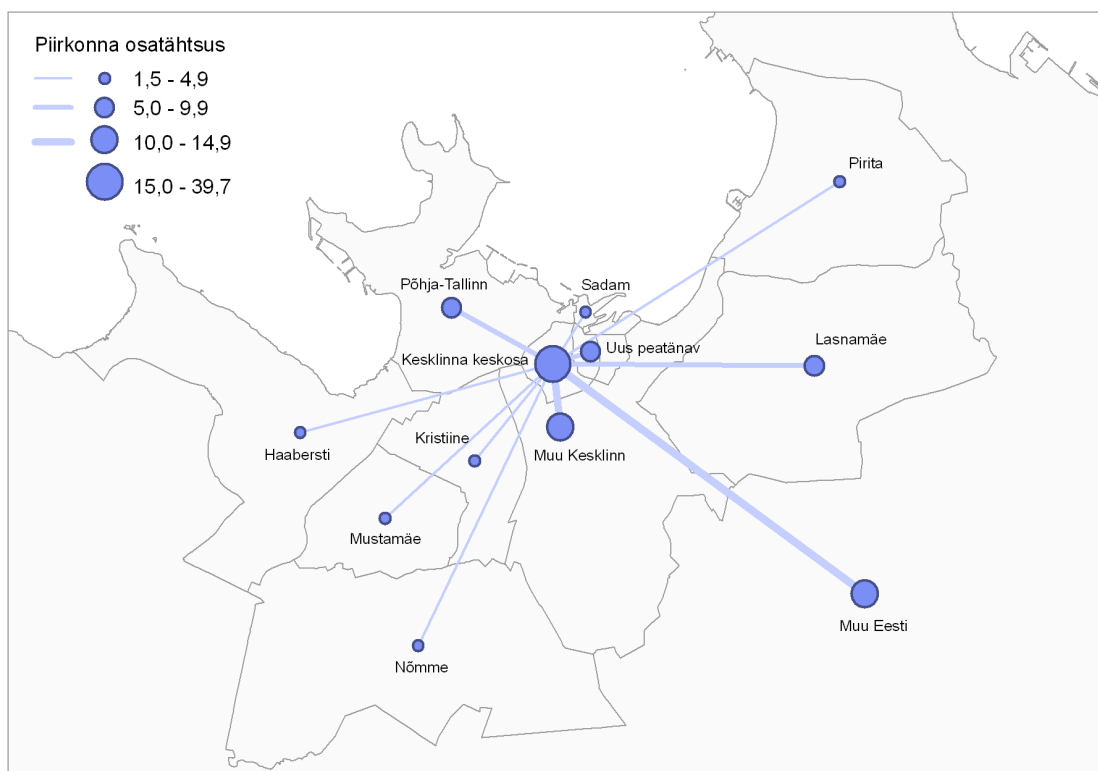 Piirkonna osatähtsus
1,5 - 4,9
5,0 - 9,9
10,0 - 14,9
15,0 - 39,7
Pirita
Põhja-Tallinn
Sadam
Uus peatänav
Lasnamäe
Kesklinna keskosa
Kristiine
Haabersti
Muu Kesklinn
Mustamäe
Muu Eesti
Nõmme